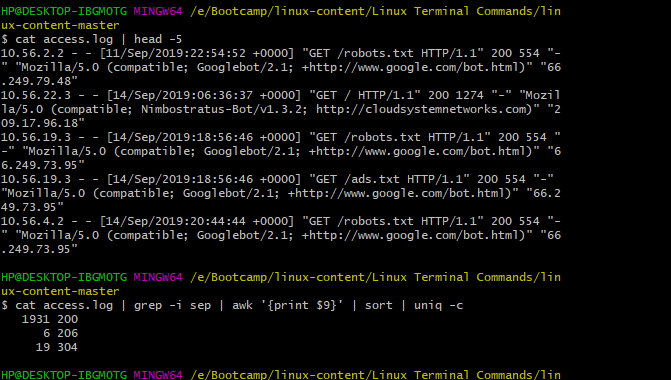 HP@DESKTOP-IBGMOTG MINGW64 /e/Bootcamp/linux-content/Linux Terminal Commands/lin
ux-content-master
$ cat access.log | head -5
10.56.2.2 - - [11/Sep/2019:22:54:52 +0000] "GET /robots.txt HTTP/1.1" 200 554 "-
" "Mozilla/5.0 (compatible; Googlebot/2.1; +http://www.google.com/bot.html)" "66
.249.79.48"
10.56.22.3 - - [14/Sep/2019:06:36:37 +0000] "GET / HTTP/1.1" 200 1274 "-" "Mozil
la/5.0 (compatible; Nimbostratus-Bot/v1.3.2; http://cloudsystemnetworks.com)" "2
09.17.96.18"
10.56.19.3 - - [14/Sep/2019:18:56:46 +0000] "GET /robots.txt HTTP/1.1" 200 554 "
-" "Mozilla/5.0 (compatible; Googlebot/2.1; +http://www.google.com/bot.html)" "6
6.249.73.95"
10.56.19.3 - - [14/Sep/2019:18:56:46 +0000] "GET /ads.txt HTTP/1.1" 200 554 "-"
"Mozilla/5.0 (compatible; Googlebot/2.1; +http://www.google.com/bot.html)" "66.2
49.73.95"
10.56.4.2 - - [14/Sep/2019:20:44:44 +0000] "GET /robots.txt HTTP/1.1" 200 554 "-
" "Mozilla/5.0 (compatible; Googlebot/2.1; +http://www.google.com/bot.html)" "66
.249.73.95"
HP@DESKTOP-IBGMOTG MINGW64 /e/Bootcamp/linux-content/Linux Terminal Commands/lin
ux-content-master
$ cat access.log | grep -i sep | awk '{print $9}' | sort | uniq -c
1931 200
6 206
19 304
HP@DESKTOP-IBGMOTG MINGW64 /e/Bootcamp/linux-content/Linux Terminal Commands/lin